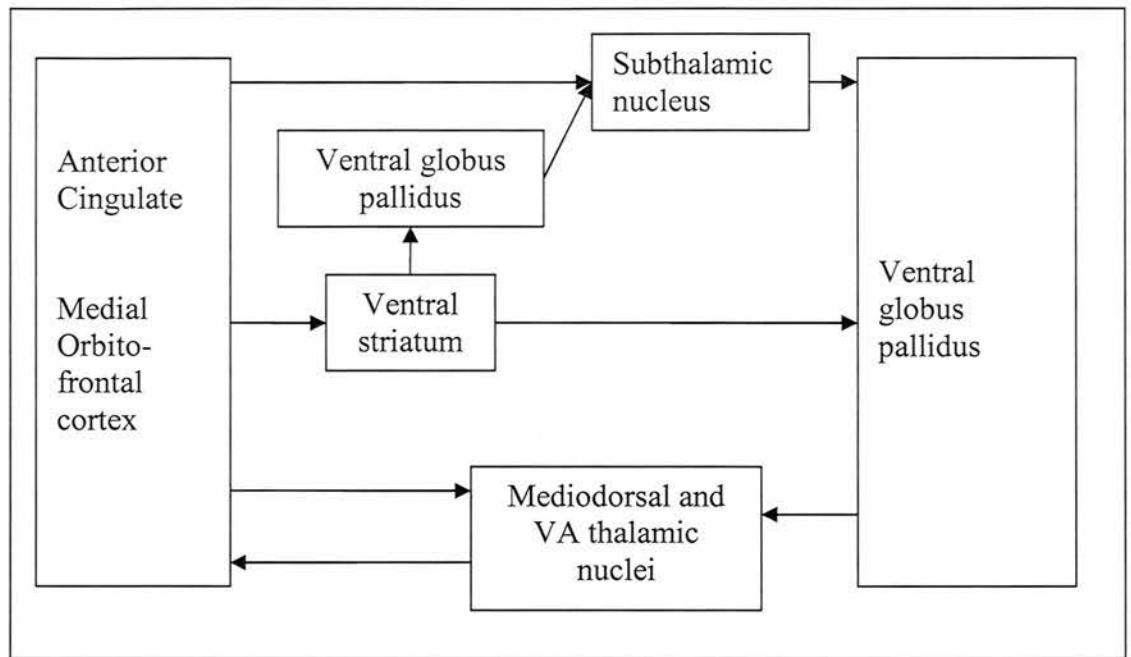 Anterior
Cingulate
Medial
Orbito-
frontal
cortex
Subthalamic
nucleus
Ventral globus
pallidus
Ventral
striatum
Mediodorsal and
VA thalamic
nuclei
Ventral
globus
pallidus